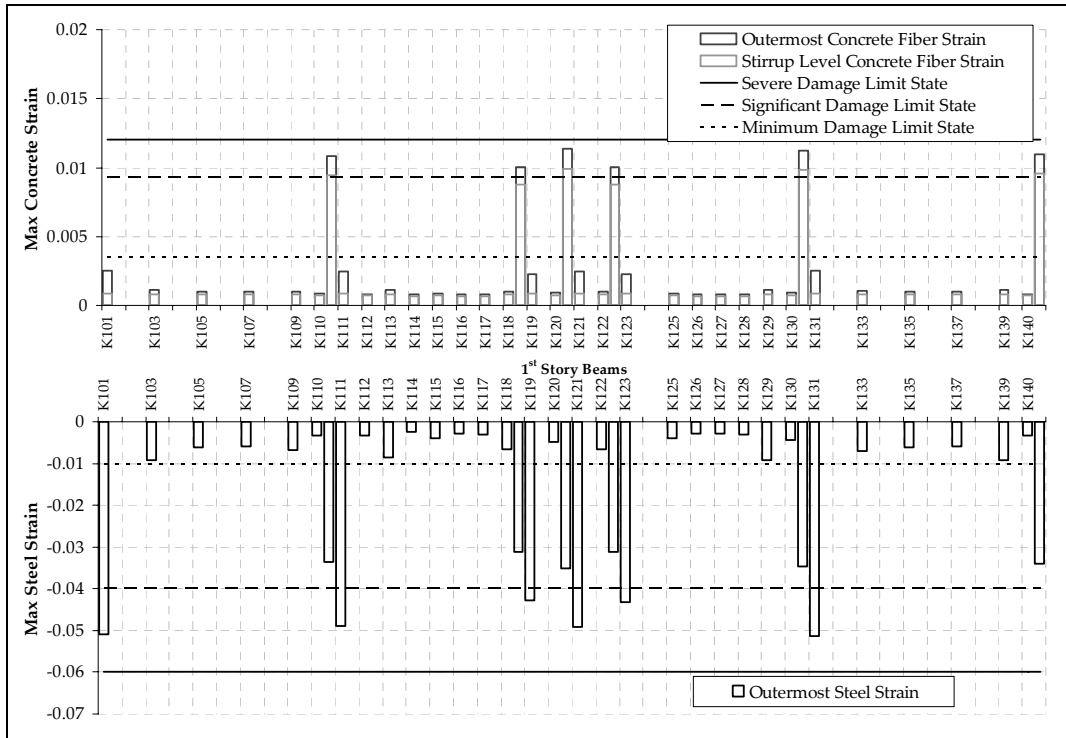 0.02
0.015
0.01
0.005
0
Max Concrete Strain
Outermost Concrete Fiber Strain
Stirrup Level Concrete Fiber Strain
Severe Damage Limit State
Significant Damage Limit State
Minimum Damage Limit State
K101 K103 K105 K107 K109 K110 K111 K112 K113 K114 K115 K116 K117 K118 K119 K120 K121 K122 K123 K125 K126 K127 K128 K129 K130 K131 K133 K135 K137 K139 K140
1st Story Beams
K101 K103 K105 K107 K109 K110 K111 K112 K113 K114 K115 K116 K117 K118 K119 K120 K121 K122 K123 K125 K126 K127 K128 K129 K130 K131 K133 K135 K137 K139 K140
0
-0.01
-0.02
-0.03
-0.04
-0.05
-0.06
-0.07
Max Steel Strain
Outermost Steel Strain